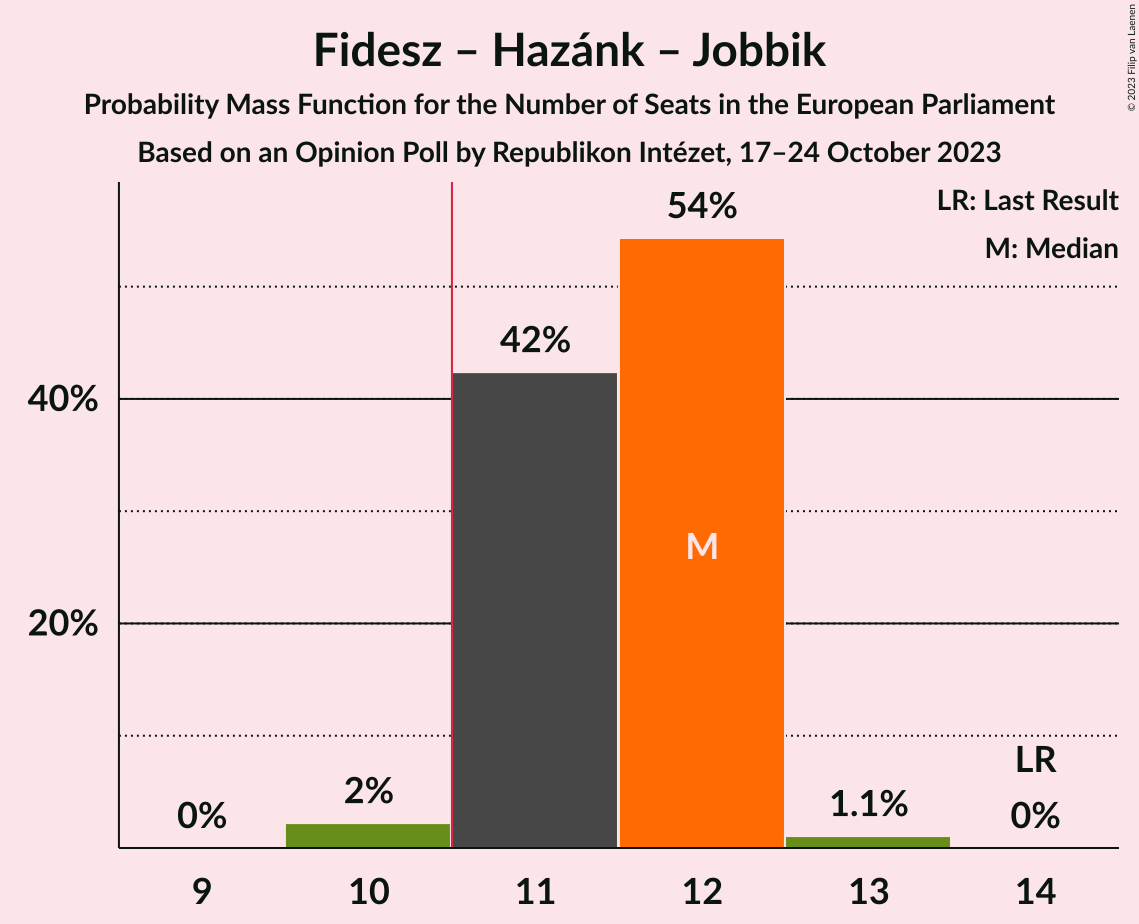 Fidesz – Hazánk – Jobbik
Probability Mass Function for the Number of Seats in the European Parliament
Based on an Opinion Poll by Republikon Intézet, 17–24 October 2023
© 2023 Filip van Laenen
LR: Last Result
M: Median
54%
42%
40%
M
20%
LR
0%
2%
1.1%
0%
9
10
11
12
13
14